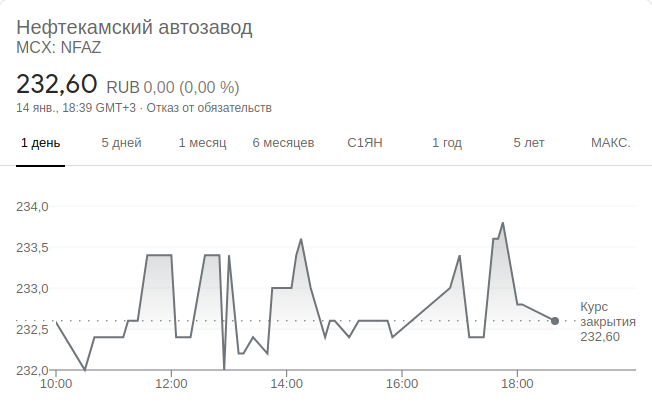 Нефтекамский автозавод
MCX: NFAZ
232,60 RUB 0,00 (0,00 %)
14 янв., 18:39 GMT+3 · Отказ от обязательств
1 день 5 дней 1 месяц 6 месяцев С1ЯН 1 год 5 лет МАКС.
234,0
233,5
233,0
232,5
232,0
Курс
закрытия
232,60
10:00 12:00 14:00 16:00 18:00